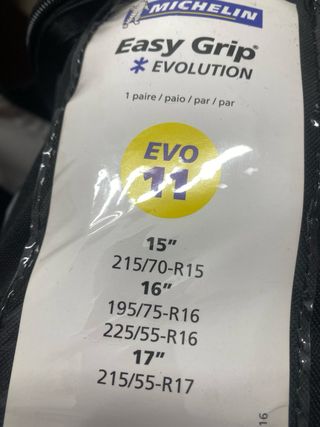 MICHELIN
Easy Grip®
* EVOLUTION
1 paire / paio / par / par
EVO
11
15"
215/70-R15
16"
195/75-R16
225/55-R16
17"
215/55-R17
16